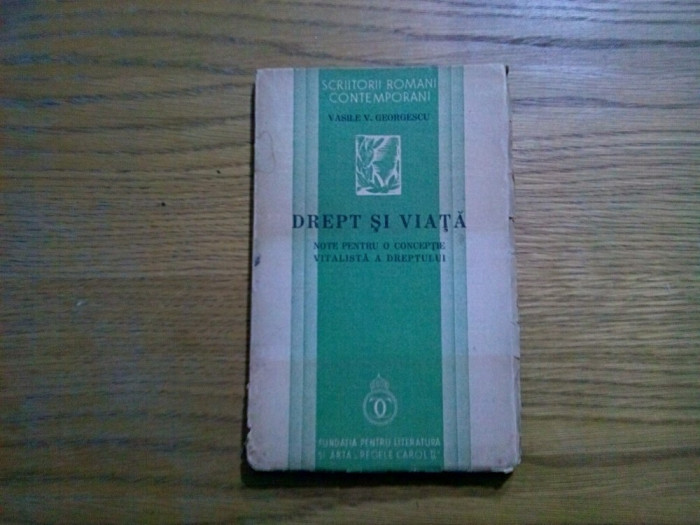 SCRIITORII ROMANI
CONTEMPORANI
VASILE V. GEORGESCU
DREPT ŞI VIAŢĂ
NOTE PENTRU O CONCEPŢIE
VITALISTĂ A DREPTULUI
"O"
FUNDAŢIA PENTRU LITERATURA
ŞI ARTA „REGELE CAROL II"